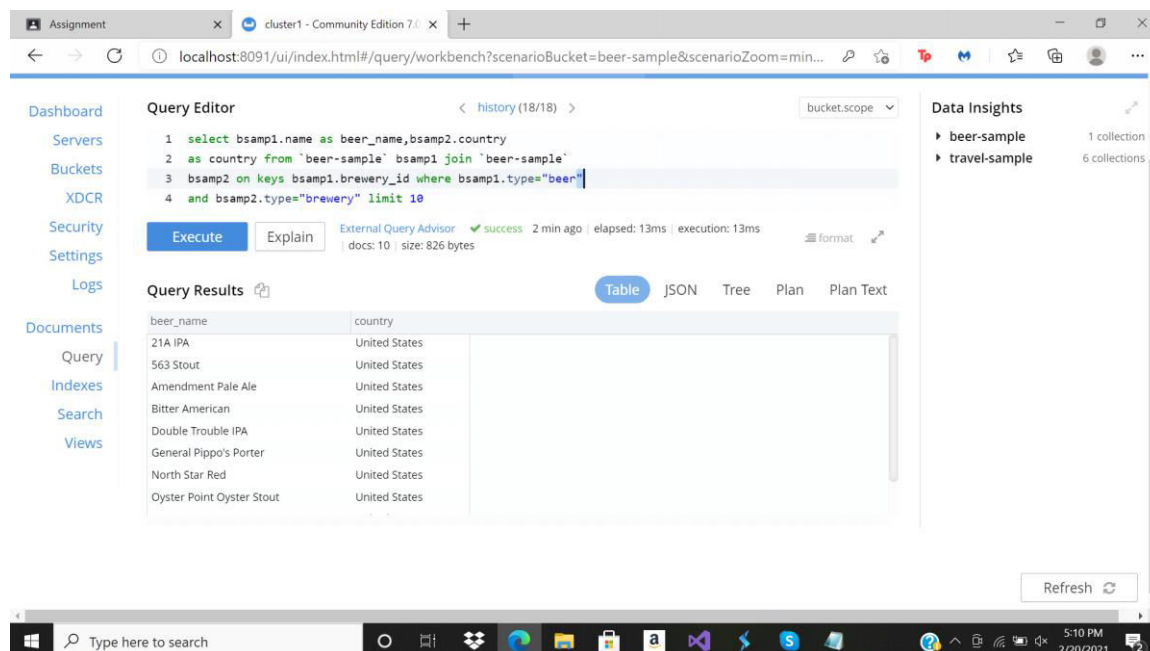 Assignment
cluster1 - Community Edition 7.
localhost:8091/ui/index.html#/query/workbench?scenarioBucket=beer-sample&scenarioZoom=min...
Tp
Dashboard
Servers
Buckets
XDCR
Security
Settings
Logs
Documents
Query
Indexes
Search
Views
Query Editor
< history (18/18) >
bucket.scope
1 select bsamp1.name as beer_name,bsamp2.country
2 as country from `beer-sample` bsamp1 join `beer-sample`
3 bsamp2 on keys bsamp1.brewery_id where bsamp1.type="beer"
4 and bsamp2.type="brewery" limit 10
Execute
Explain
External Query Advisor success 2 min ago | elapsed: 13ms | execution: 13ms
| docs: 10 | size: 826 bytes
format
Query Results
Table JSON Tree Plan Plan Text
beer_name country
21A IPA United States
563 Stout United States
Amendment Pale Ale United States
Bitter American United States
Double Trouble IPA United States
General Pippo's Porter United States
North Star Red United States
Oyster Point Oyster Stout United States
Data Insights
beer-sample 1 collection
travel-sample 6 collections
Refresh
Type here to search
a
S
5:10 PM
2/20/2021
2